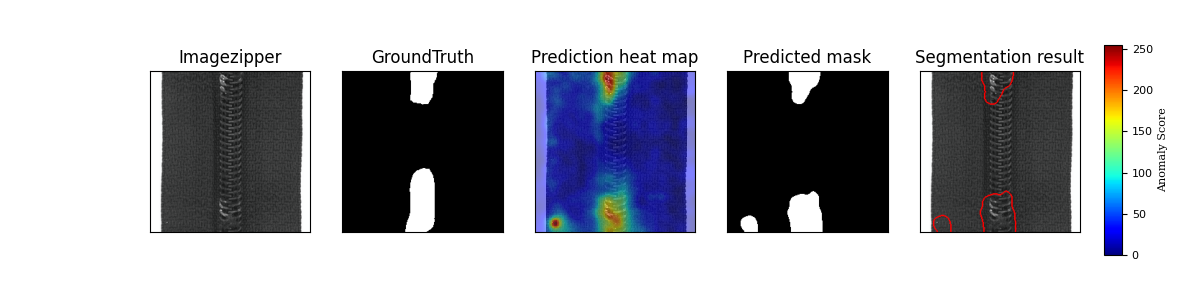 Imagezipper
GroundTruth
Prediction heat map
Predicted mask
Segmentation result
250
200
150
100
50
0
Anomaly Score